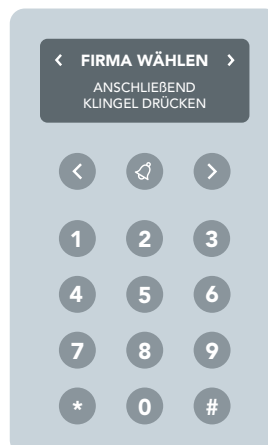 < FIRMA WÄHLEN >
ANSCHLIEßEND
KLINGEL DRÜCKEN
< >
1 2 3
4 5 6
7 8 9
* 0 #